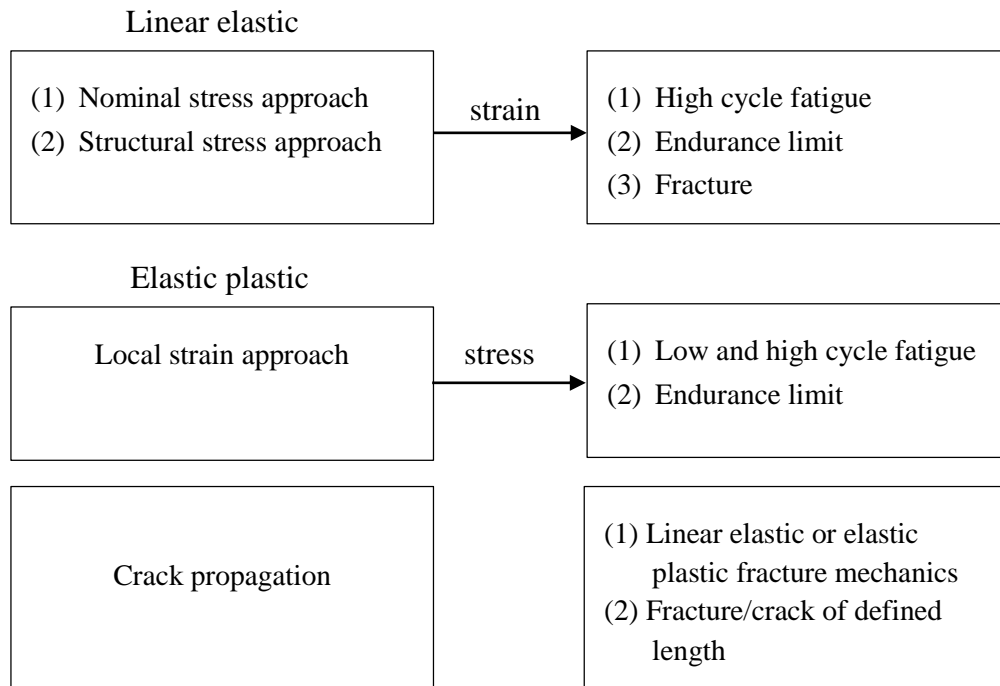 Linear elastic
(1) Nominal stress approach
(2) Structural stress approach
strain
(1) High cycle fatigue
(2) Endurance limit
(3) Fracture
Elastic plastic
Local strain approach
stress
(1) Low and high cycle fatigue
(2) Endurance limit
Crack propagation
(1) Linear elastic or elastic
plastic fracture mechanics
(2) Fracture/crack of defined
length